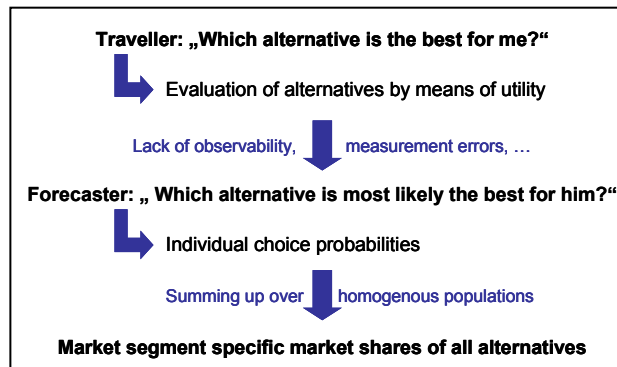 Traveller: „Which alternative is the best for me?“
Evaluation of alternatives by means of utility
Lack of observability, measurement errors, …
Forecaster: „ Which alternative is most likely the best for him?“
Individual choice probabilities
Summing up over homogenous populations
Market segment specific market shares of all alternatives